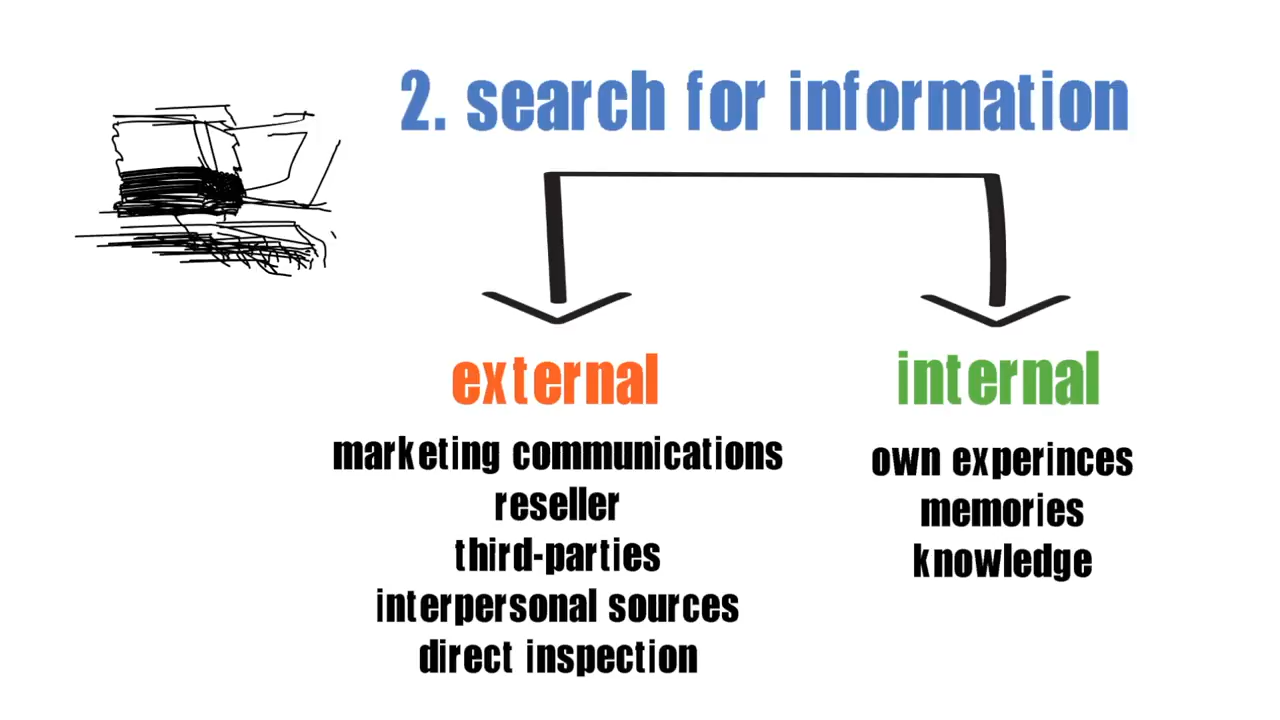 2. search for information
external
marketing communications
reseller
third-parties
interpersonal sources
direct inspection
internal
own experinces
memories
knowledge